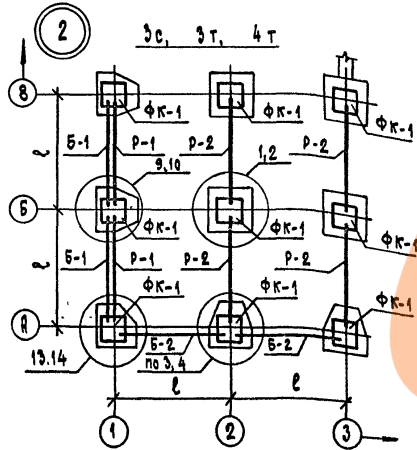 2
3с, 3т, 4т
В
ФК-1 ФК-1 ФК-1
Б-1 Р-1 Р-2 Р-2
9,10 1,2
ℓ
Б
ФК-1 ФК-1 ФК-1
Б-1 Р-1 Р-2 Р-2
ℓ
ФК-1 ФК-1 ФК-1
А
Б-2 Б-2
13.14 по 3,4
ℓ ℓ
1 2 3